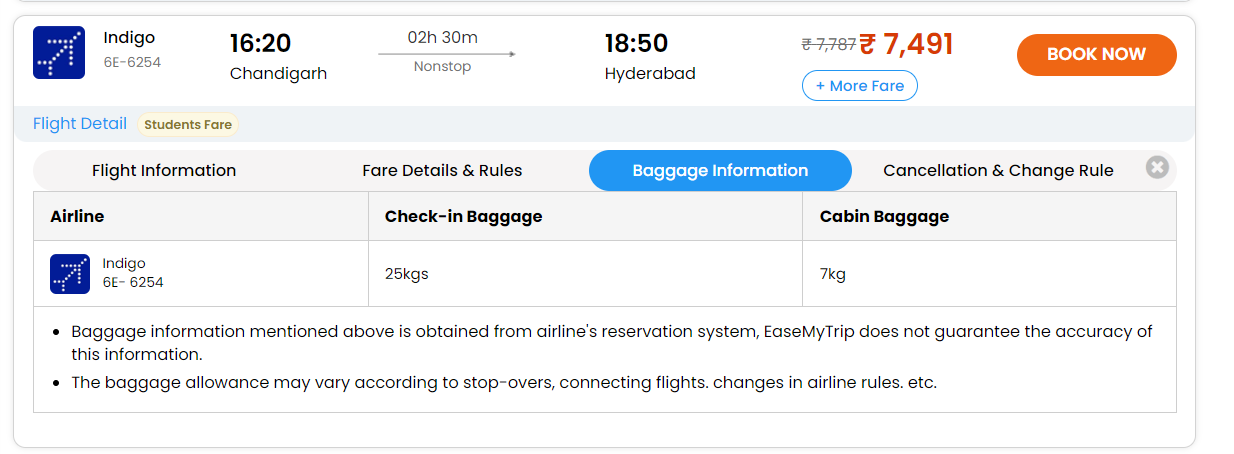 Indigo
6E-6254
16:20
Chandigarh
02h 30m
Nonstop
18:50
Hyderabad
₹ 7,787 ₹ 7,491
+ More Fare
BOOK NOW
Flight Detail Students Fare
Flight Information Fare Details & Rules Baggage Information Cancellation & Change Rule
Airline Check-in Baggage Cabin Baggage
Indigo
6E- 6254
25kgs
7kg
• Baggage information mentioned above is obtained from airline's reservation system, EaseMyTrip does not guarantee the accuracy of
this information.
• The baggage allowance may vary according to stop-overs, connecting flights. changes in airline rules. etc.